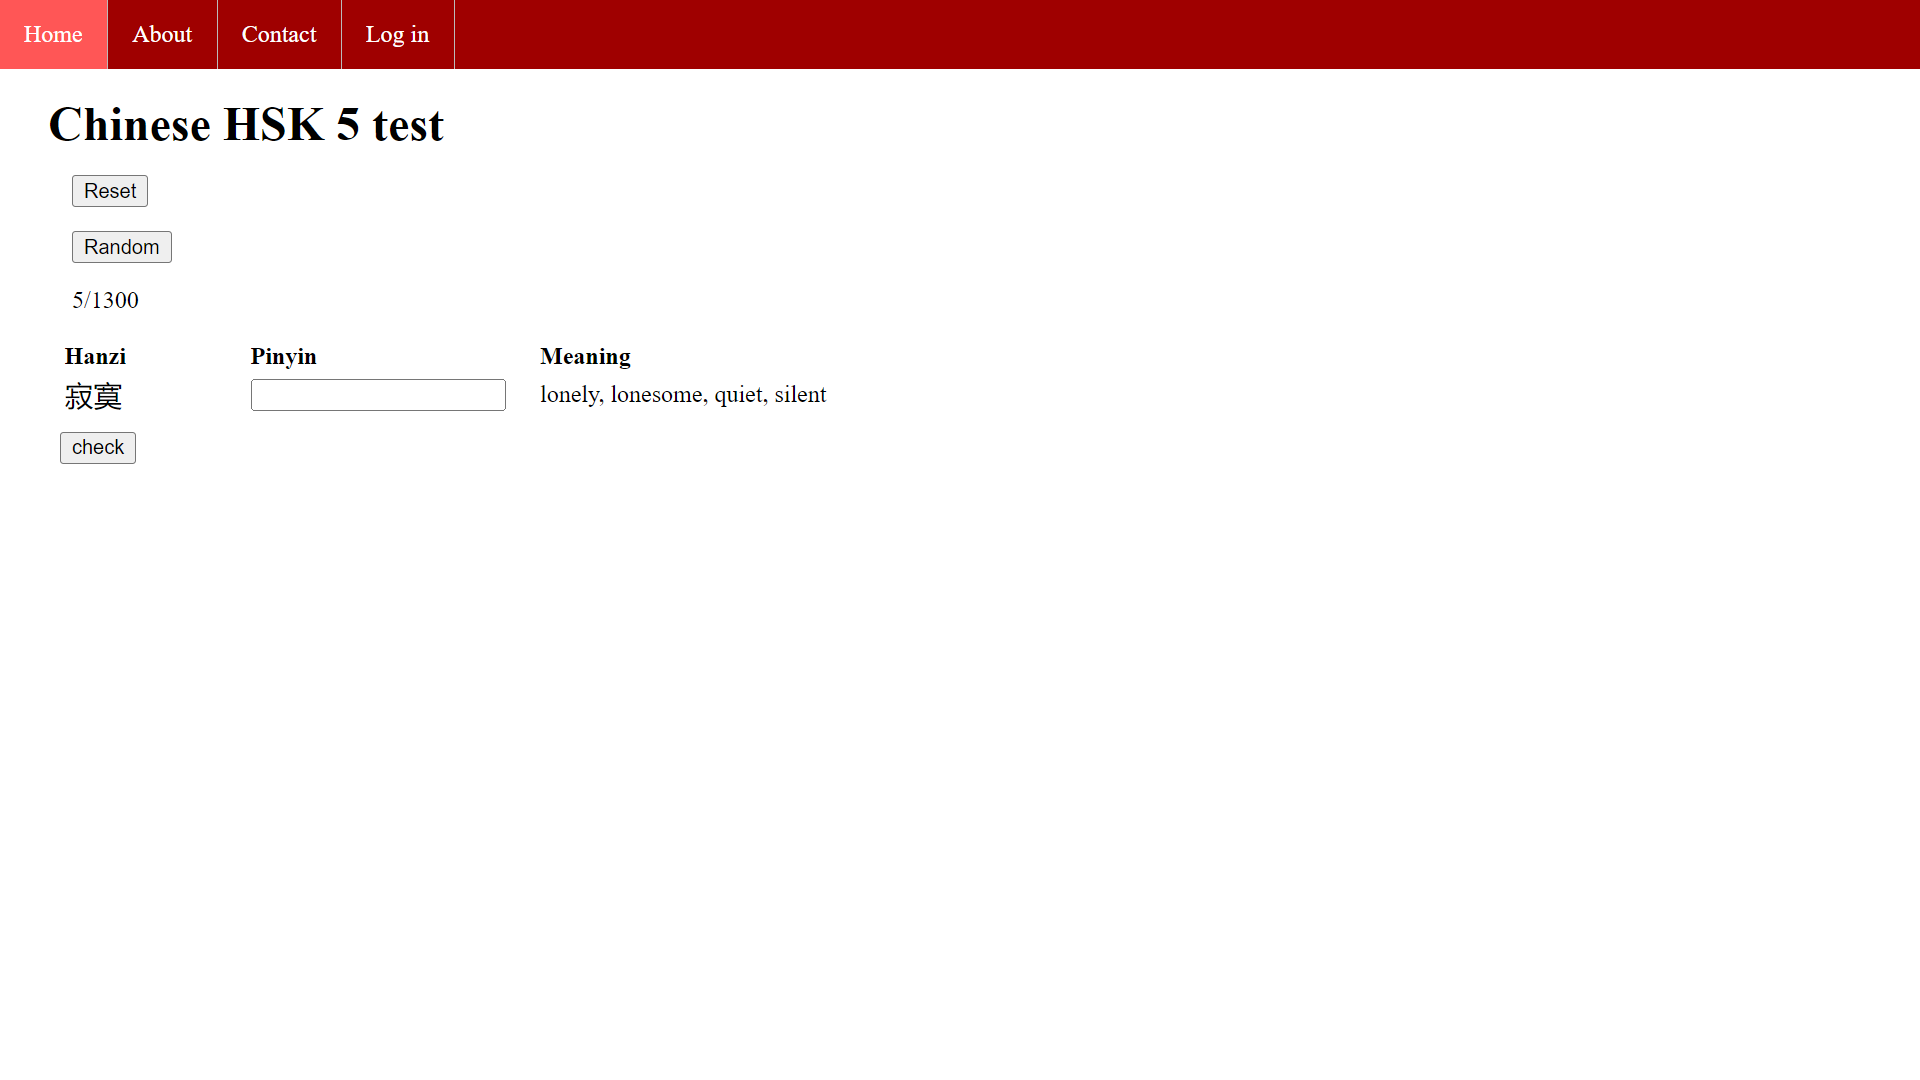 Home About Contact Log in
Chinese HSK 5 test
Reset
Random
5/1300
Hanzi Pinyin Meaning
寂寞 lonely, lonesome, quiet, silent
check